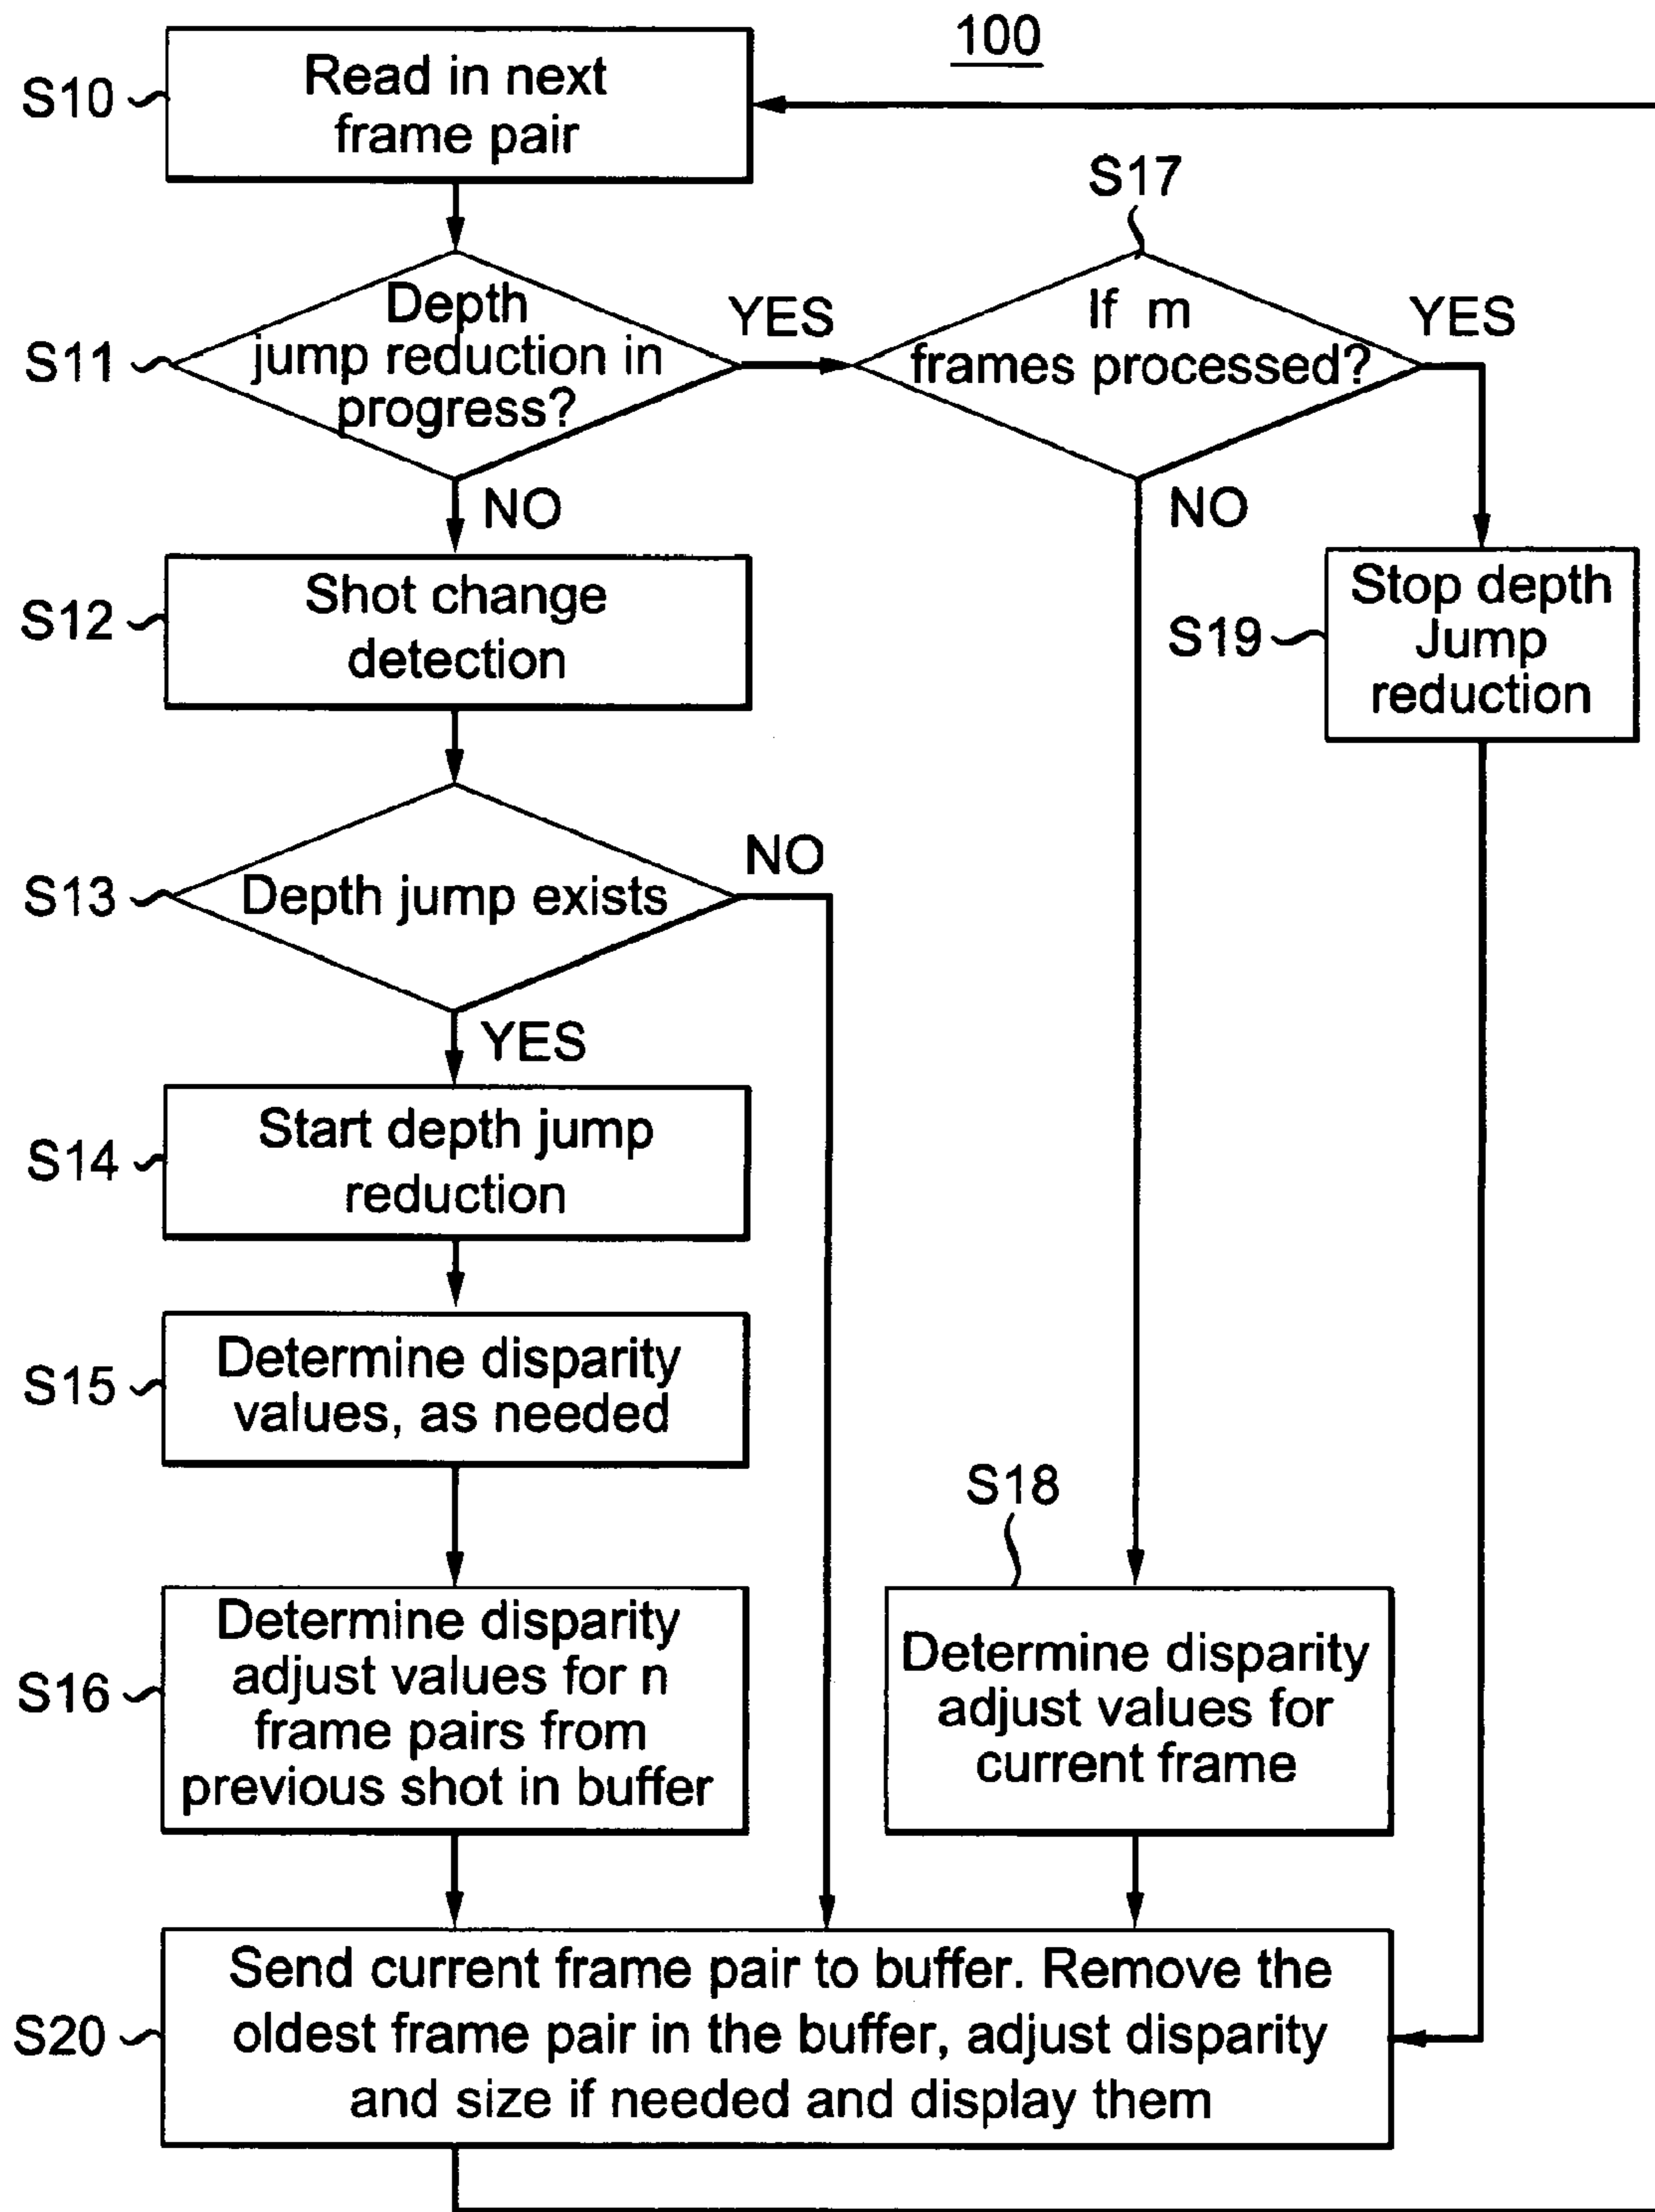 100
S10
Read in next
frame pair
S17
S11
Depth
jump reduction in
progress?
YES
If m
frames processed?
YES
NO
NO
S12
Shot change
detection
S19
Stop depth
Jump
reduction
S13
Depth jump exists
NO
YES
S14
Start depth jump
reduction
S15
Determine disparity
values, as needed
S18
S16
Determine disparity
adjust values for n
frame pairs from
previous shot in buffer
Determine disparity
adjust values for
current frame
S20
Send current frame pair to buffer. Remove the
oldest frame pair in the buffer, adjust disparity
and size if needed and display them